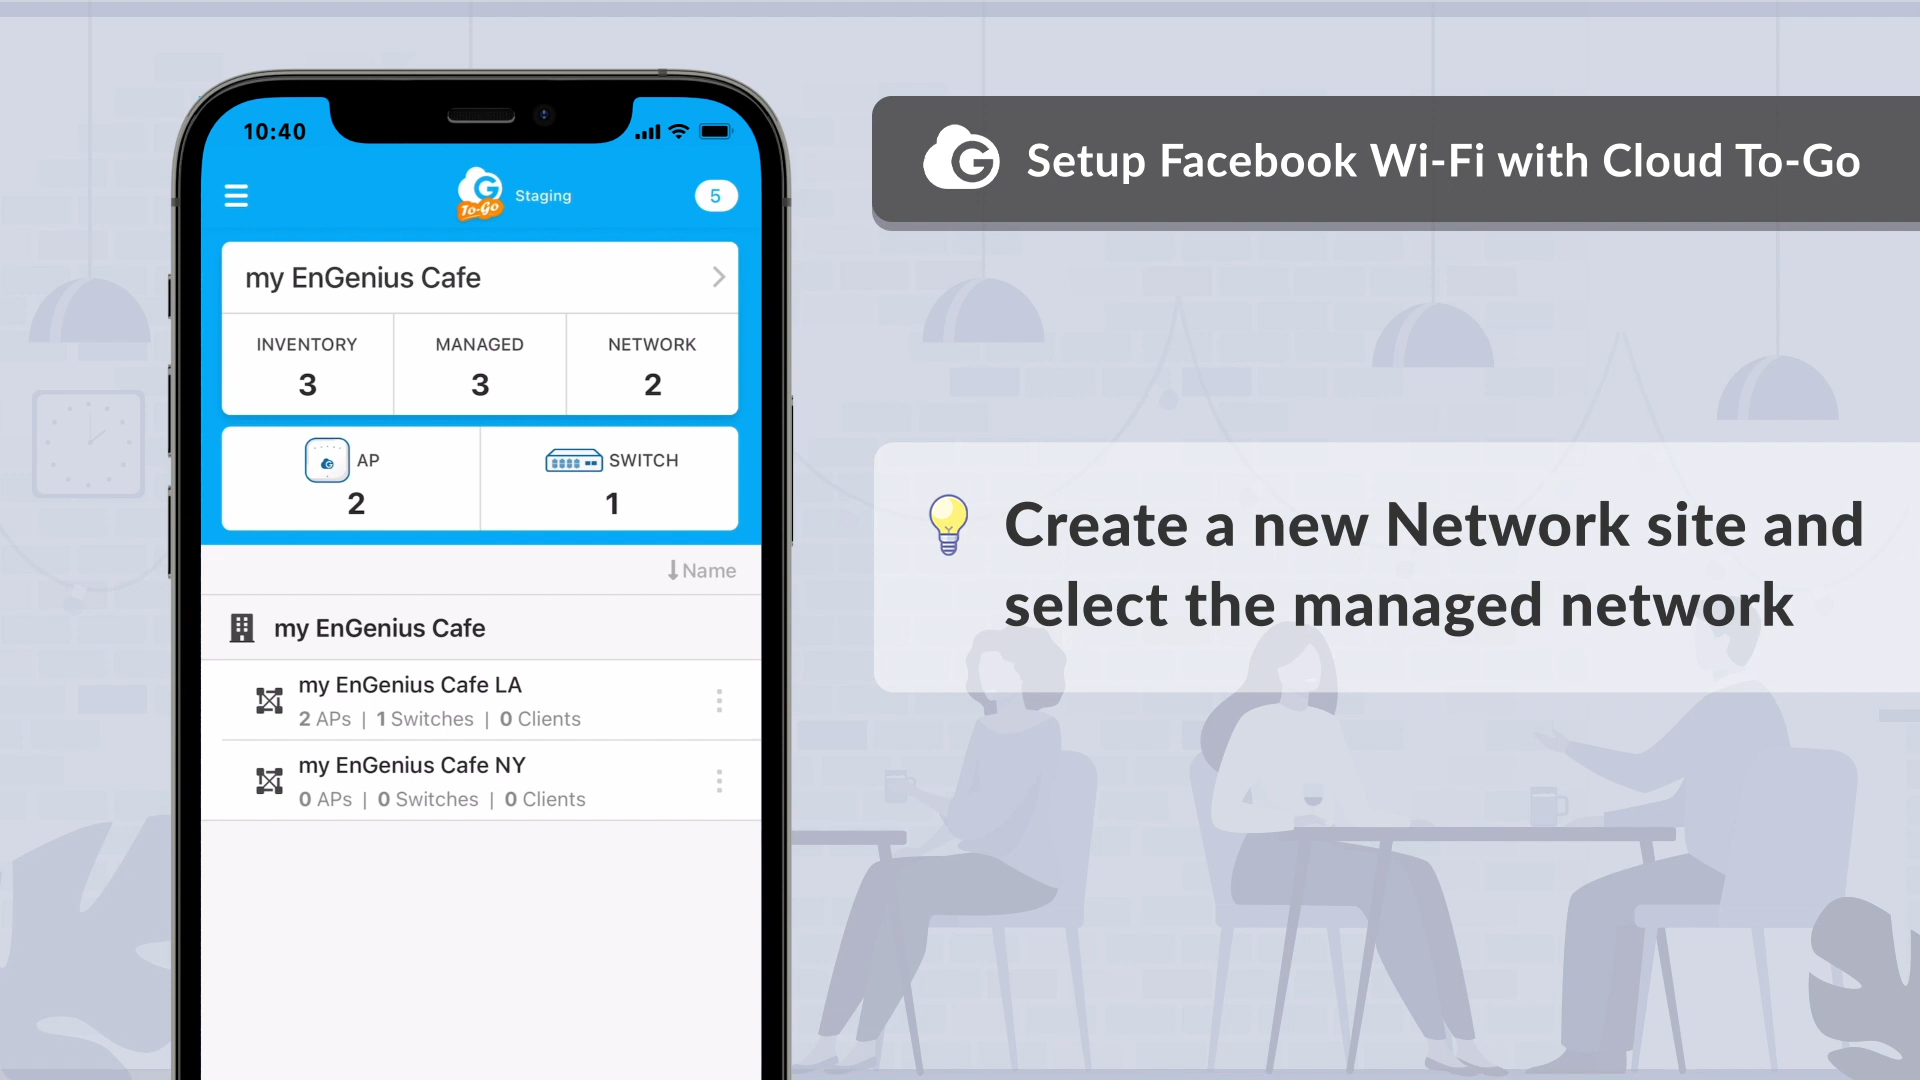 10:40
G
To-Go
Staging
5
my EnGenius Cafe
INVENTORY
3
MANAGED
3
NETWORK
2
AP
2
SWITCH
1
↓Name
my EnGenius Cafe
my EnGenius Cafe LA
2 APs | 1 Switches | 0 Clients
my EnGenius Cafe NY
0 APs | 0 Switches | 0 Clients
G Setup Facebook Wi-Fi with Cloud To-Go
Create a new Network site and
select the managed network